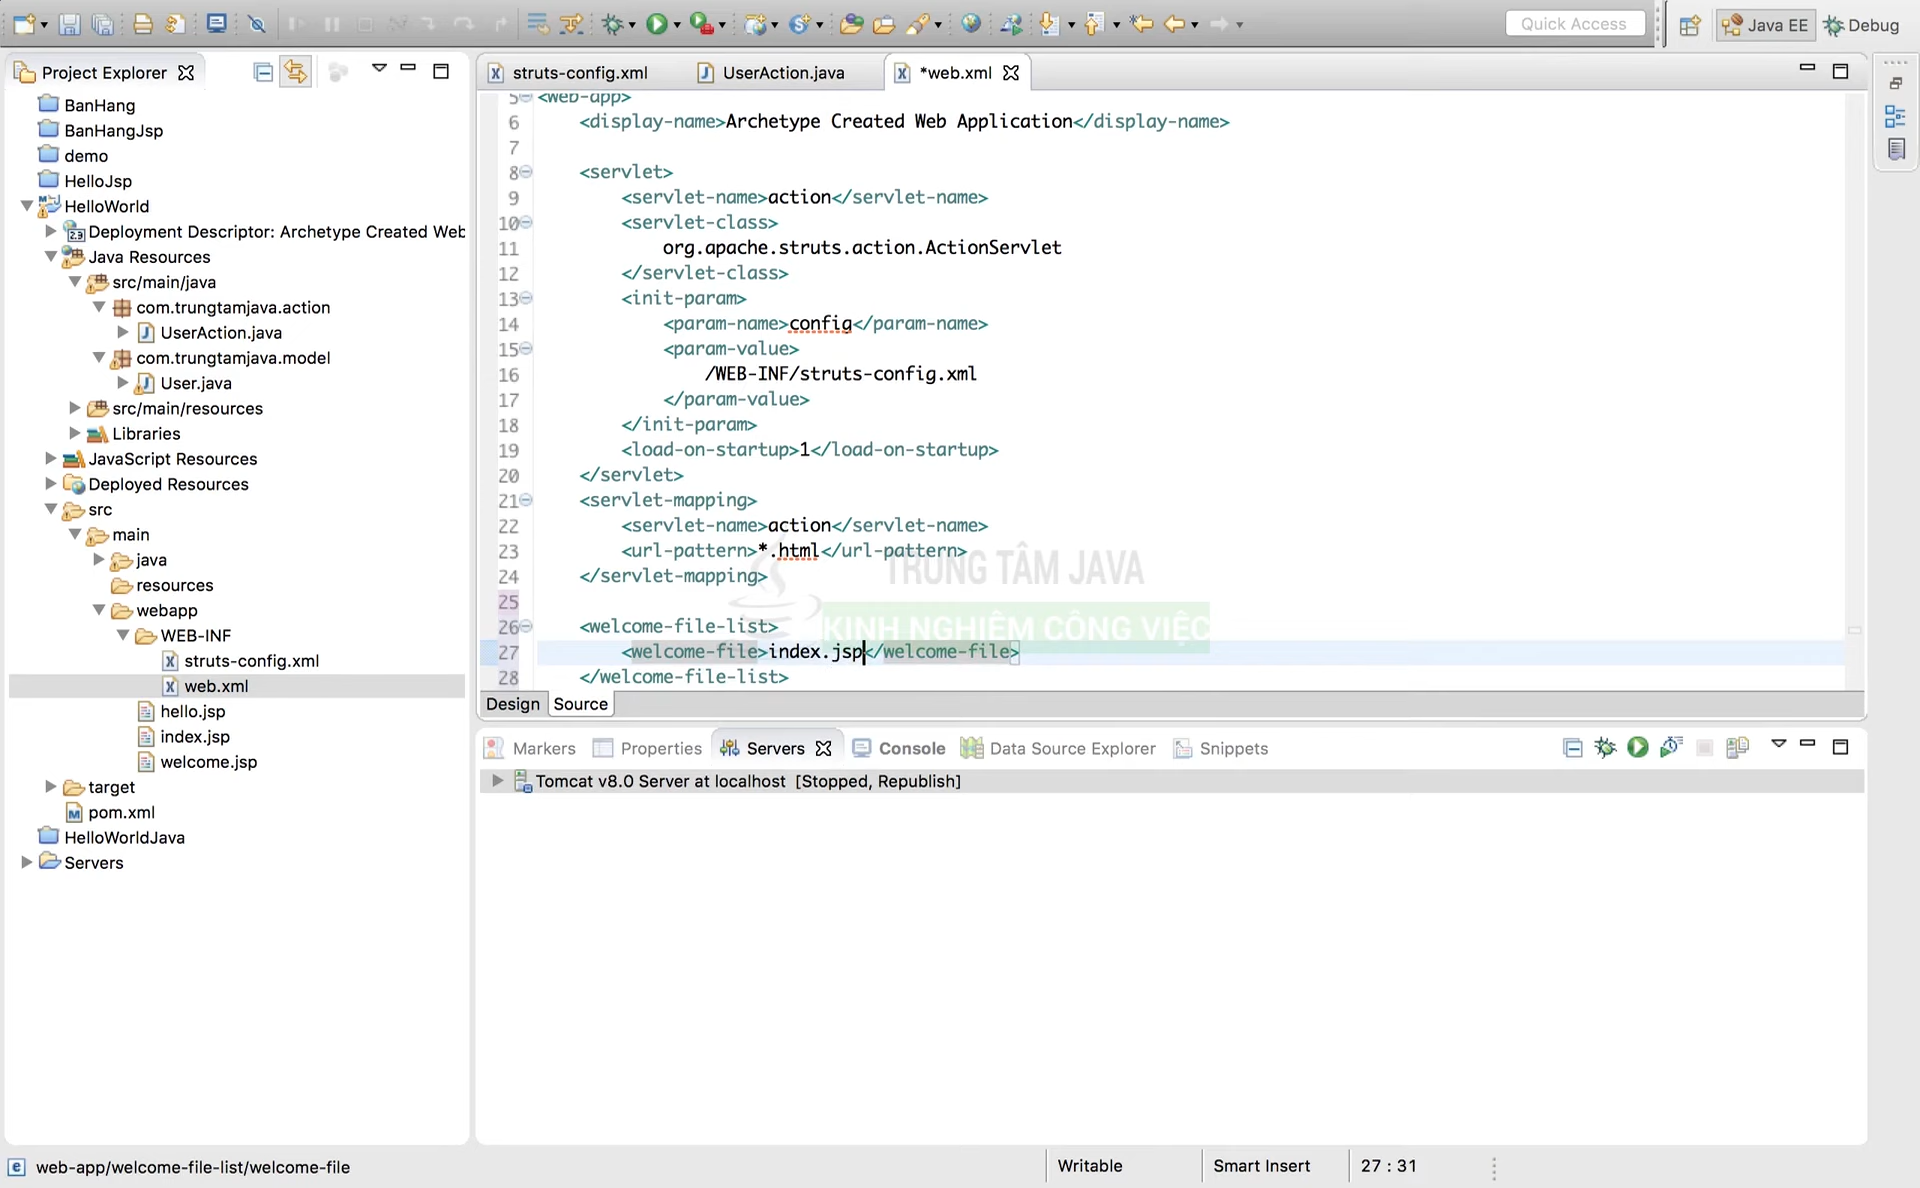 Quick Access
Java EE
Debug
Project Explorer
BanHang
BanHangJsp
demo
HelloJsp
HelloWorld
Deployment Descriptor: Archetype Created Web
Java Resources
src/main/java
com.trungtamjava.action
UserAction.java
com.trungtamjava.model
User.java
src/main/resources
Libraries
JavaScript Resources
Deployed Resources
src
main
java
resources
webapp
WEB-INF
struts-config.xml
web.xml
hello.jsp
index.jsp
welcome.jsp
target
pom.xml
HelloWorldJava
Servers
struts-config.xml
UserAction.java
*web.xml
5 <web-app>
6 <display-name>Archetype Created Web Application</display-name>
7
8 <servlet>
9 <servlet-name>action</servlet-name>
10 <servlet-class>
11 org.apache.struts.action.ActionServlet
12 </servlet-class>
13 <init-param>
14 <param-name>config</param-name>
15 <param-value>
16 /WEB-INF/struts-config.xml
17 </param-value>
18 </init-param>
19 <load-on-startup>1</load-on-startup>
20 </servlet>
21 <servlet-mapping>
22 <servlet-name>action</servlet-name>
23 <url-pattern>*.html</url-pattern>
24 </servlet-mapping>
25
26 <welcome-file-list>
27 <welcome-file>index.jsp</welcome-file>
28 </welcome-file-list>
TRUNG TÂM JAVA
KINH NGHIỆM CÔNG VIỆC
Design
Source
Markers
Properties
Servers
Console
Data Source Explorer
Snippets
Tomcat v8.0 Server at localhost [Stopped, Republish]
web-app/welcome-file-list/welcome-file
Writable
Smart Insert
27 : 31